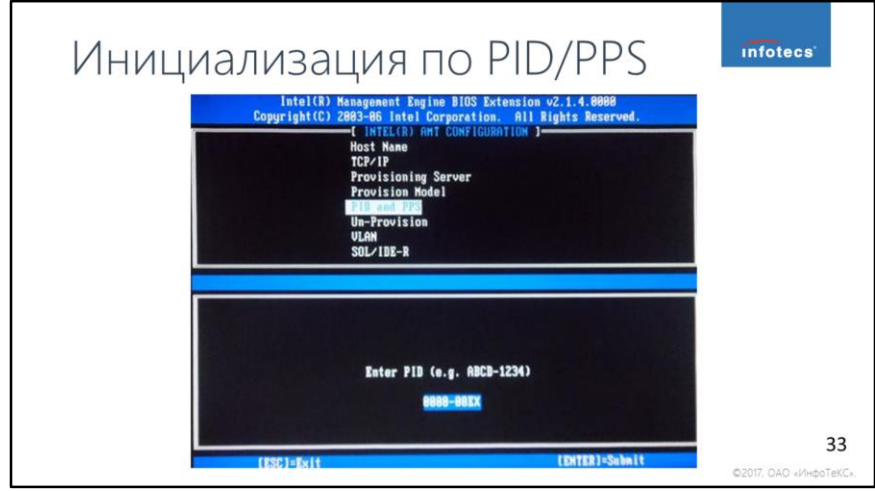 Инициализация по PID/PPS
infotecs
Intel(R) Management Engine BIOS Extension v2.1.4.0000
Copyright(C) 2003-06 Intel Corporation. All Rights Reserved.
[ INTEL(R) AMT CONFIGURATION ]
Host Name
TCP/IP
Provisioning Server
Provision Model
PID and PPS
Un-Provision
VLAN
SOL/IDE-R
Enter PID (e.g. ABCD-1234)
0000-00EX
[ESC]=Exit
[ENTER]=Submit
33
©2017, ОАО «ИнфоТеКС».